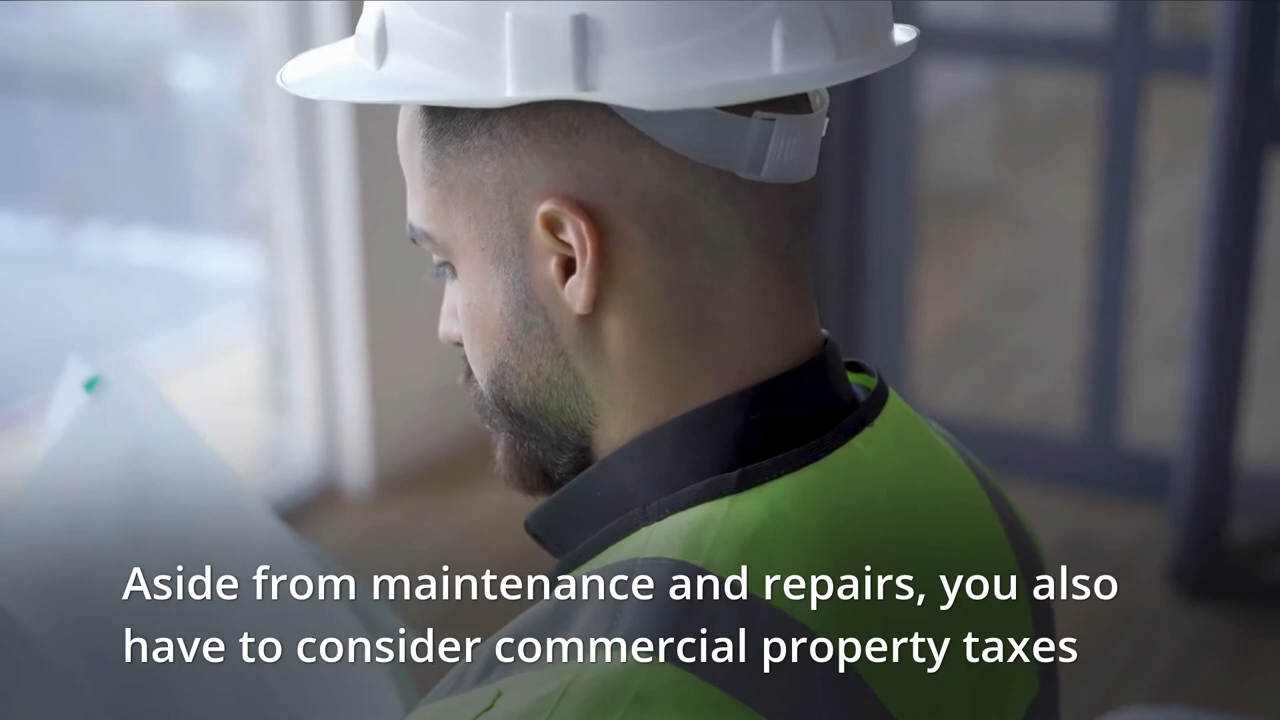 Aside from maintenance and repairs, you also
have to consider commercial property taxes